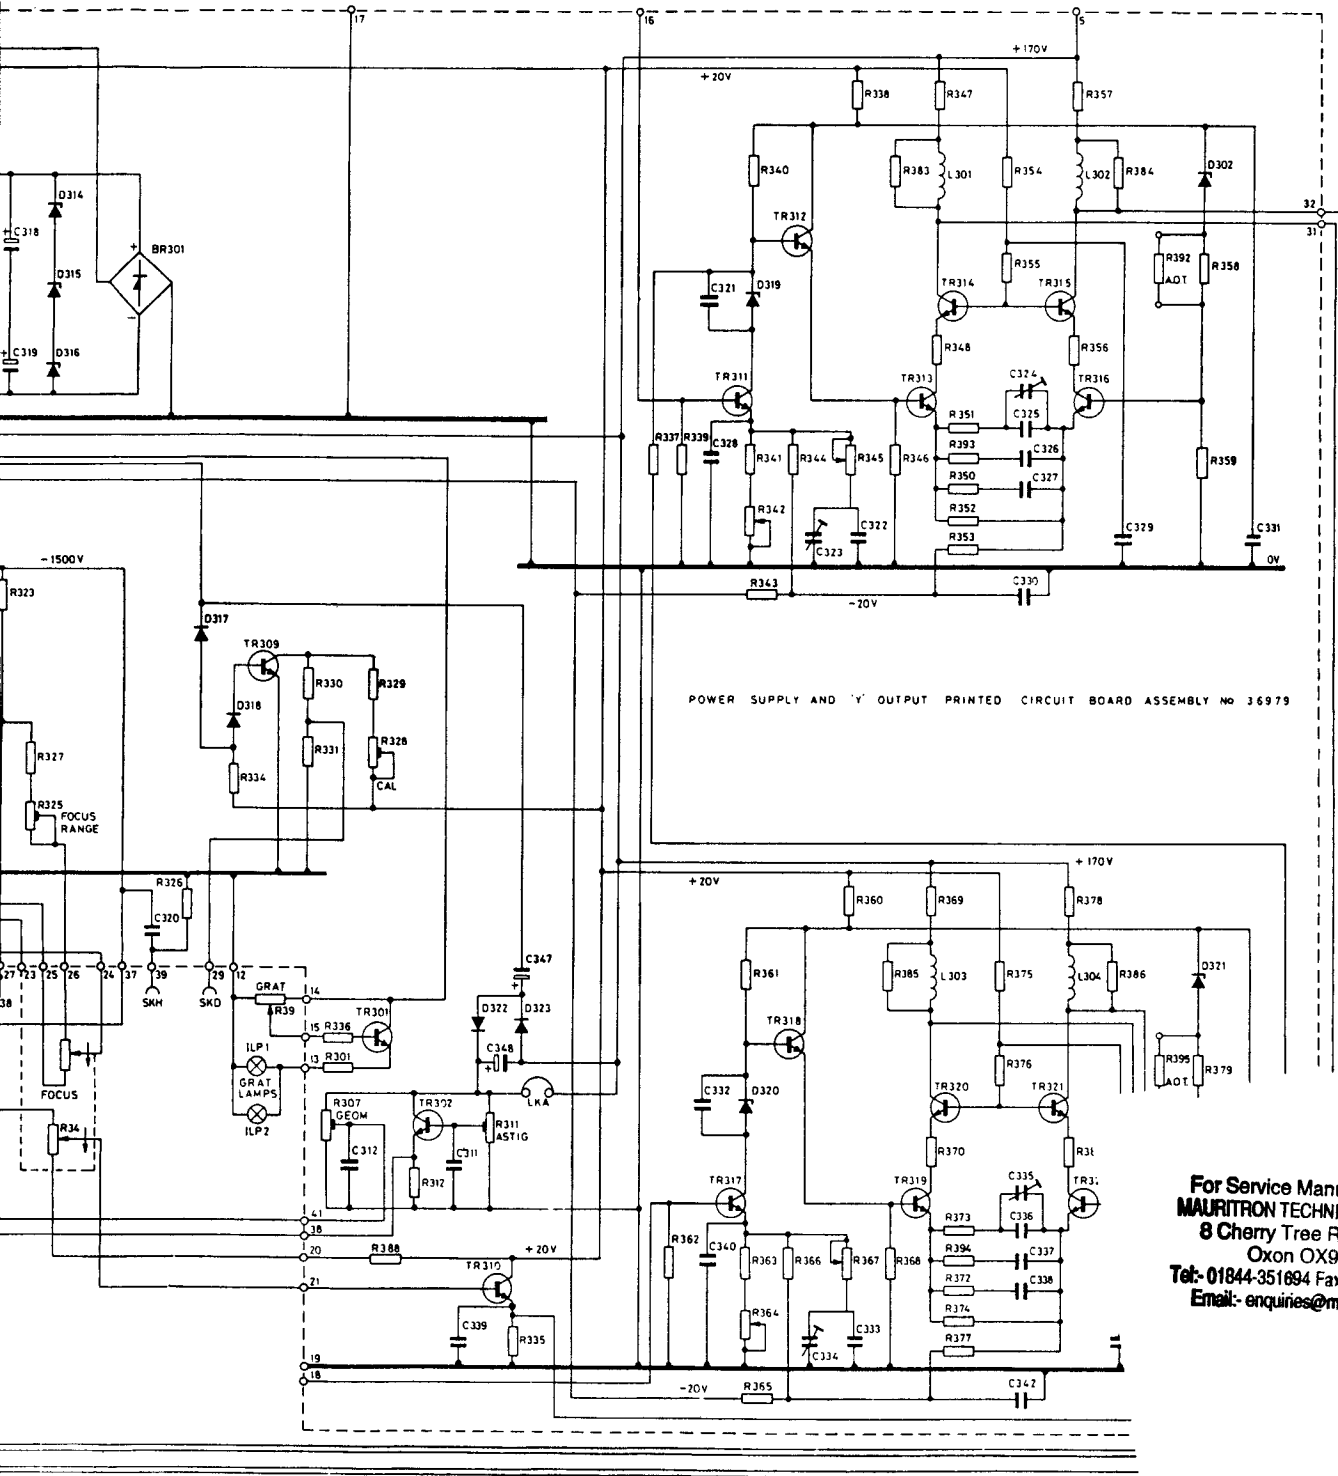 17
16
5
+170V
+20V
R338
R347
R357
R340
R383
L301
R354
L302
R384
D302
D314
TR312
32
31
C318
BR301
+
−
R355
R392
A.O.T.
R358
D315
C321
D319
TR314
TR315
C319
D316
R348
R356
TR311
TR313
C324
TR316
R351
C325
R337
R339
C328
R341
R344
R345
R346
R393
C326
R359
R350
C327
R342
R352
C323
C322
R353
C329
C331
0V
-1500V
R343
-20V
C330
R323
D317
TR309
R330
R329
D318
POWER SUPPLY AND 'Y' OUTPUT PRINTED CIRCUIT BOARD ASSEMBLY No 36979
R327
R331
R328
R334
CAL
R325
FOCUS
RANGE
+170V
+20V
R326
C320
R360
R369
R378
27
23
25
26
24
37
39
29
12
C347
R361
R385
L303
R375
L304
R386
D321
38
SKH
SKD
GRAT
R39
14
TR301
15
R336
D322
D323
TR318
ILP1
13
R301
C348
R376
R395
A.O.T.
R379
GRAT
LAMPS
FOCUS
ILP2
R307
GEOM
TR302
LKA
C332
D320
TR320
TR321
R34
R311
ASTIG
C312
C311
R312
R370
TR317
TR319
C335
41
38
R373
C336
R362
C340
R363
R366
R367
R368
R394
C337
20
R388
+20V
TR310
21
R372
C338
R364
R374
C339
R335
C334
C333
R377
19
18
-20V
R365
C342
For Service Man
MAURITRON TECHN
8 Cherry Tree R
Oxon OX9
Tel:- 01844-351694 Fax
Email:- enquiries@m